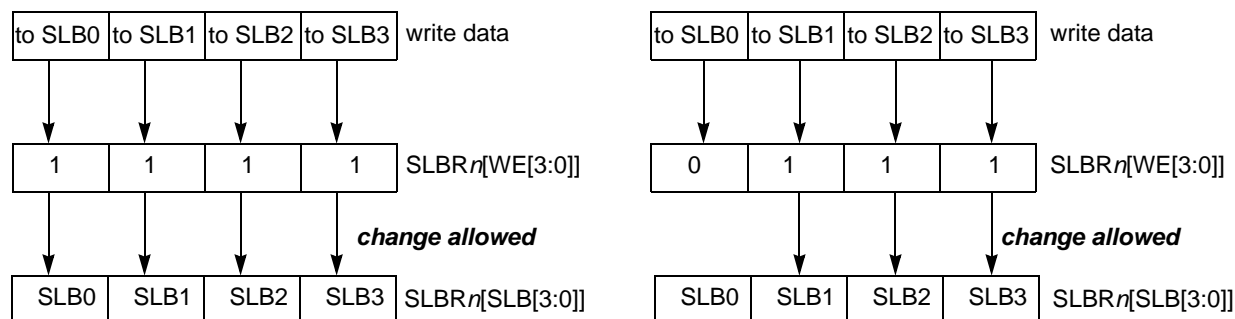 to SLB0 to SLB1 to SLB2 to SLB3 write data
1 1 1 1 SLBRn[WE[3:0]]
change allowed
SLB0 SLB1 SLB2 SLB3 SLBRn[SLB[3:0]]
to SLB0 to SLB1 to SLB2 to SLB3 write data
0 1 1 1 SLBRn[WE[3:0]]
change allowed
SLB0 SLB1 SLB2 SLB3 SLBRn[SLB[3:0]]